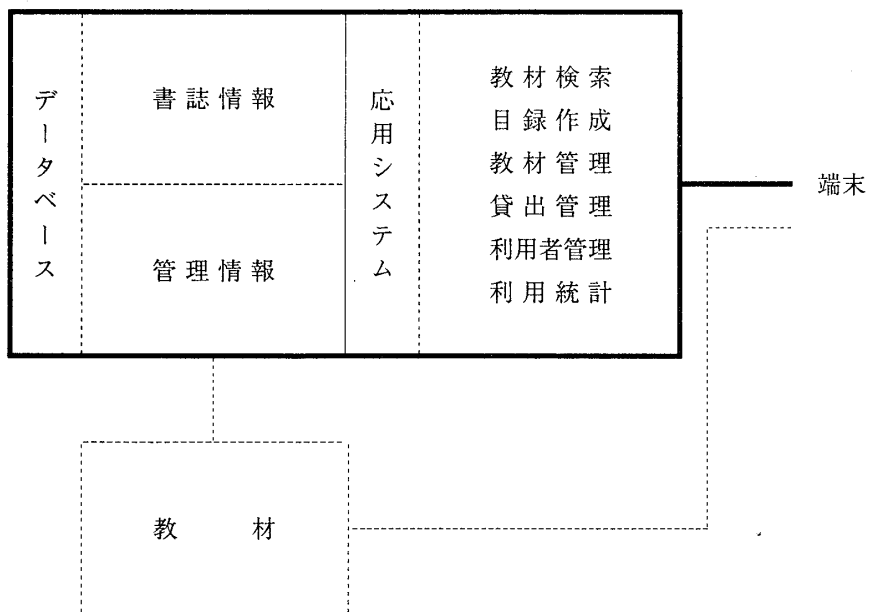 データベース
書誌情報
管理情報
応用システム
教材検索
目録作成
教材管理
貸出管理
利用者管理
利用統計
端末
教材